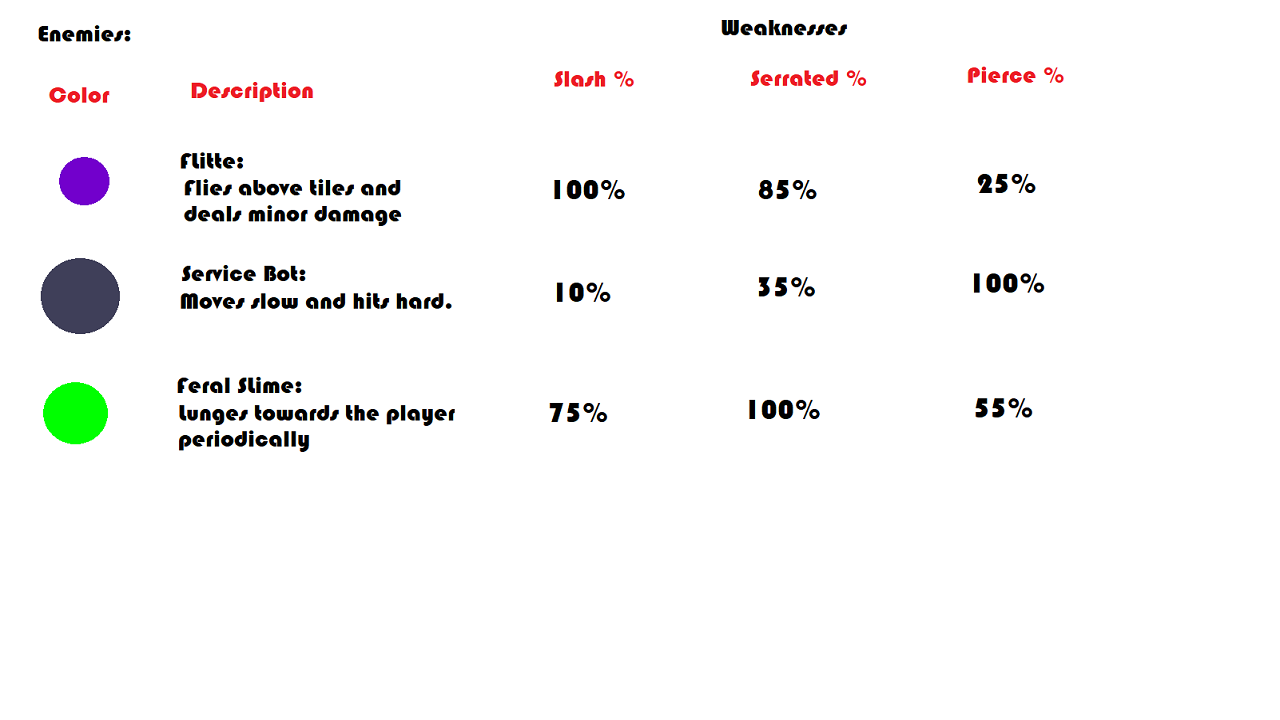 Enemies:
Weaknesses
Color
Description
Slash %
Serrated %
Pierce %
Flitte:
Flies above tiles and
deals minor damage
100%
85%
25%
Service Bot:
Moves slow and hits hard.
10%
35%
100%
Feral Slime:
Lunges towards the player
periodically
75%
100%
55%